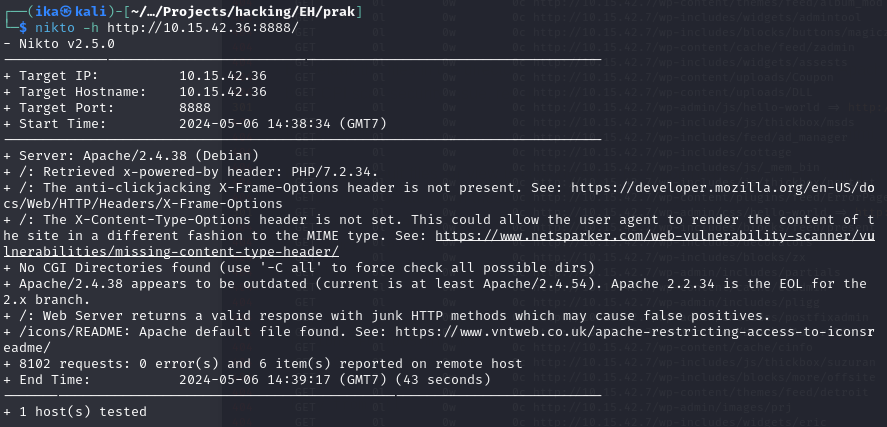 ┌──(ika㉿kali)-[~/…/Projects/hacking/EH/prak]
└─$ nikto -h http://10.15.42.36:8888/
- Nikto v2.5.0
---------------------------------------------------------------------------
+ Target IP:          10.15.42.36
+ Target Hostname:    10.15.42.36
+ Target Port:        8888
+ Start Time:         2024-05-06 14:38:34 (GMT7)
---------------------------------------------------------------------------
+ Server: Apache/2.4.38 (Debian)
+ /: Retrieved x-powered-by header: PHP/7.2.34.
+ /: The anti-clickjacking X-Frame-Options header is not present. See: https://developer.mozilla.org/en-US/do
cs/Web/HTTP/Headers/X-Frame-Options
+ /: The X-Content-Type-Options header is not set. This could allow the user agent to render the content of t
he site in a different fashion to the MIME type. See: https://www.netsparker.com/web-vulnerability-scanner/vu
lnerabilities/missing-content-type-header/
+ No CGI Directories found (use '-C all' to force check all possible dirs)
+ Apache/2.4.38 appears to be outdated (current is at least Apache/2.4.54). Apache 2.2.34 is the EOL for the
2.x branch.
+ /: Web Server returns a valid response with junk HTTP methods which may cause false positives.
+ /icons/README: Apache default file found. See: https://www.vntweb.co.uk/apache-restricting-access-to-iconsr
eadme/
+ 8102 requests: 0 error(s) and 6 item(s) reported on remote host
+ End Time:           2024-05-06 14:39:17 (GMT7) (43 seconds)
---------------------------------------------------------------------------
+ 1 host(s) tested